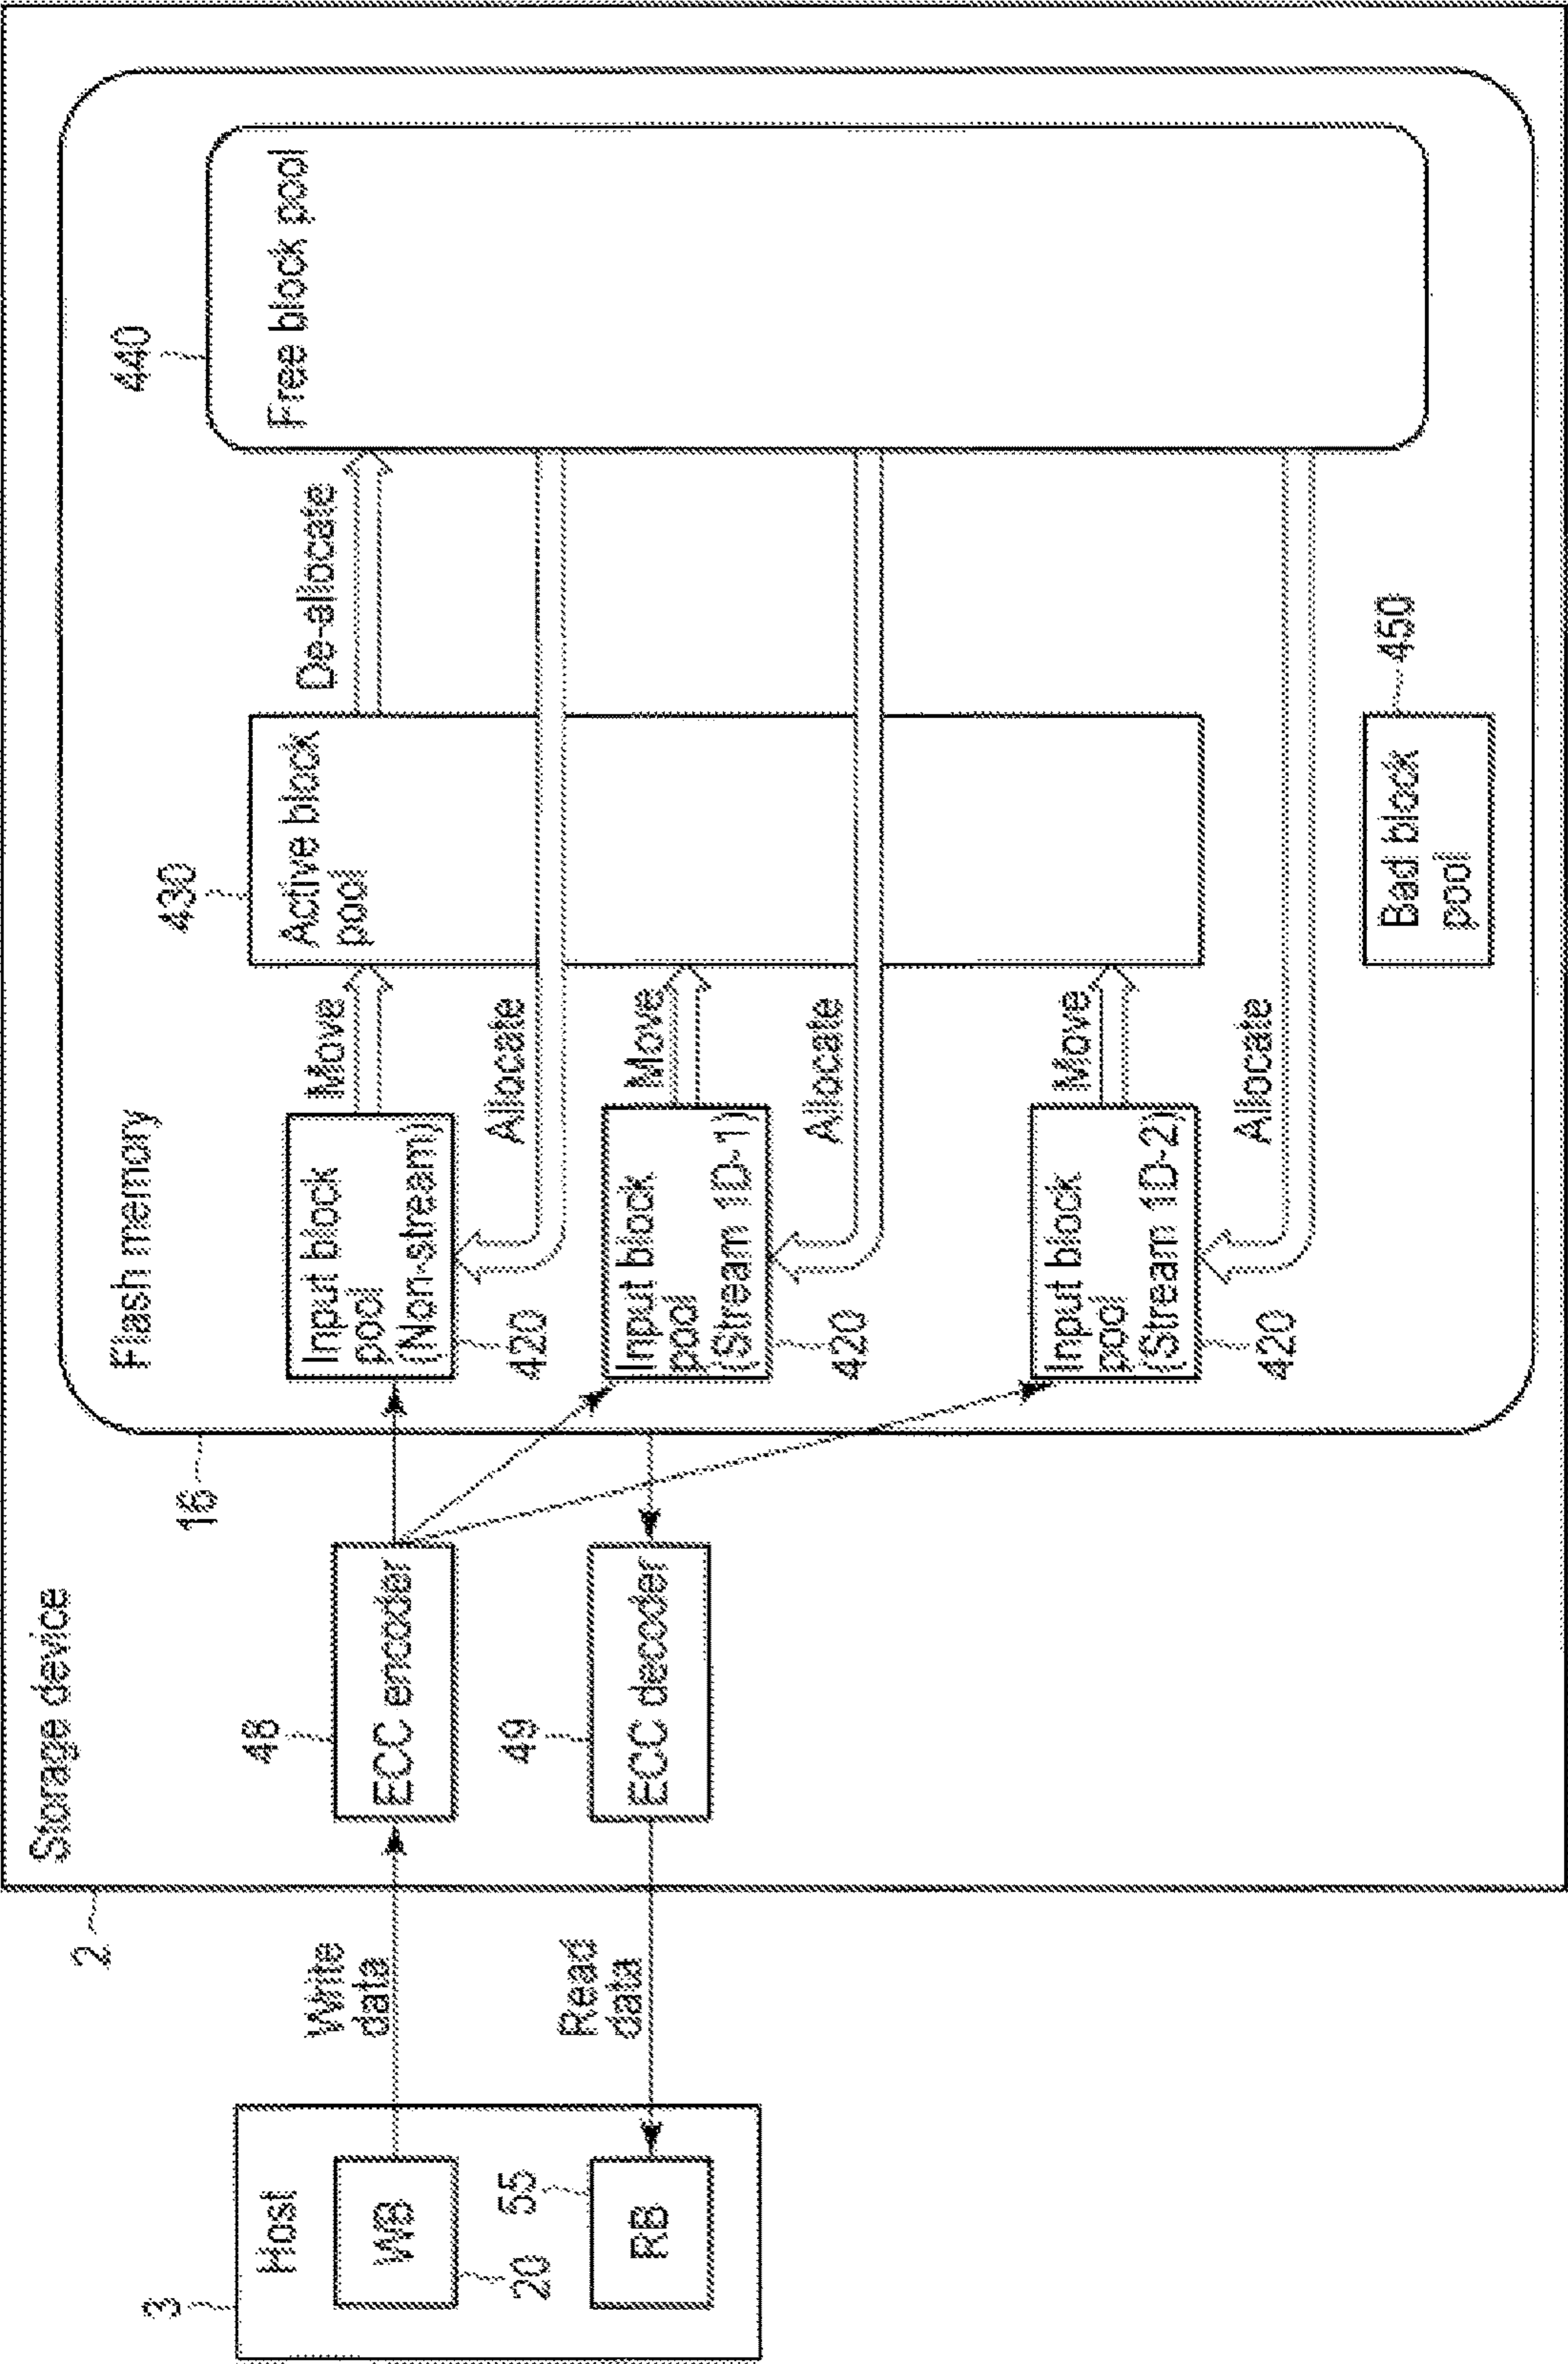 Storage device
2
Flash memory
16
3
Host
WB
20
55
RB
Write
data
Read
data
48
ECC encoder
49
ECC decoder
Input block
pool
(Non-stream)
420
Move
Allocate
Input block
pool
(Stream 1D-1)
420
Move
Allocate
Input block
pool
(Stream 1D-2)
420
Move
Allocate
430
Active block
pool
De-allocate
440
Free block pool
Bad block
pool
450